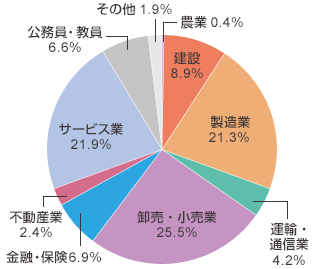 その他 1.9%
農業 0.4%
建設
8.9%
製造業
21.3%
運輸・
通信業
4.2%
卸売・小売業
25.5%
金融・保険6.9%
不動産業
2.4%
サービス業
21.9%
公務員・教員
6.6%